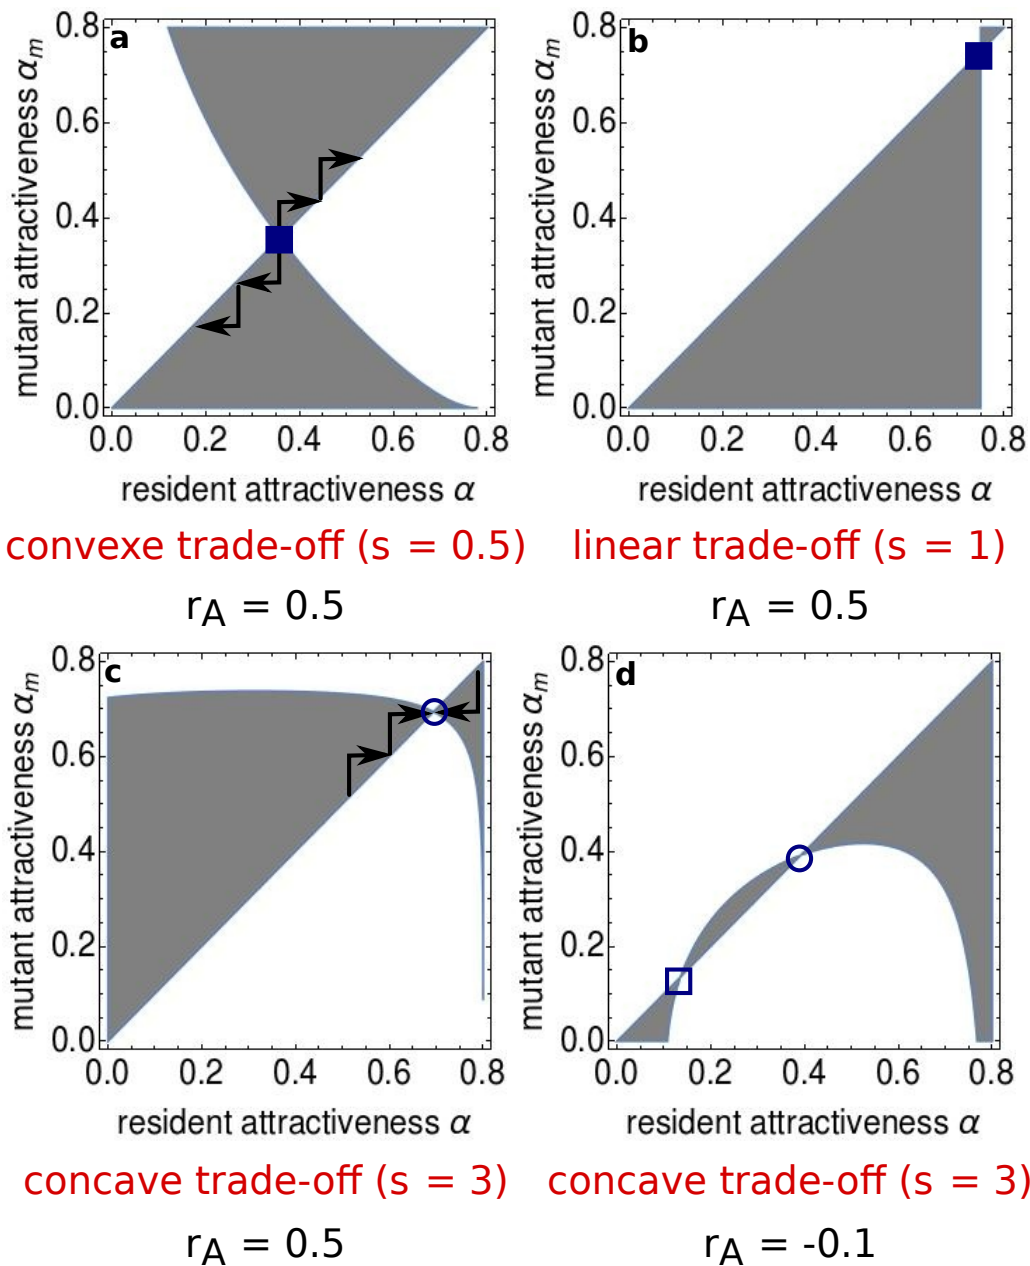 a
b
0.8
0.6
0.4
0.2
0.0
mutant attractiveness αm
0.0 0.2 0.4 0.6 0.8
resident attractiveness α
0.8
0.6
0.4
0.2
0.0
mutant attractiveness αm
0.0 0.2 0.4 0.6 0.8
resident attractiveness α
convexe trade-off (s = 0.5)
linear trade-off (s = 1)
rA = 0.5
rA = 0.5
c
d
0.8
0.6
0.4
0.2
0.0
mutant attractiveness αm
0.0 0.2 0.4 0.6 0.8
resident attractiveness α
0.8
0.6
0.4
0.2
0.0
mutant attractiveness αm
0.0 0.2 0.4 0.6 0.8
resident attractiveness α
concave trade-off (s = 3)
concave trade-off (s = 3)
rA = 0.5
rA = -0.1